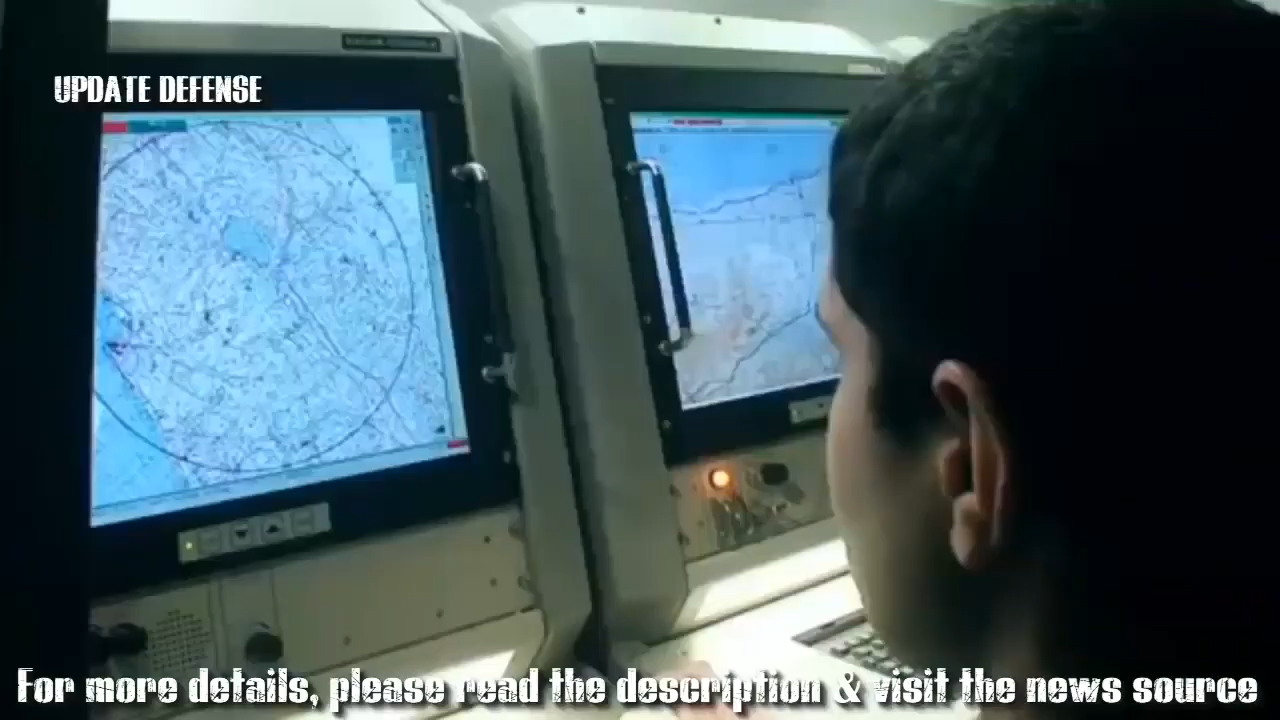 UPDATE DEFENSE
For more details, please read the description & visit the news source